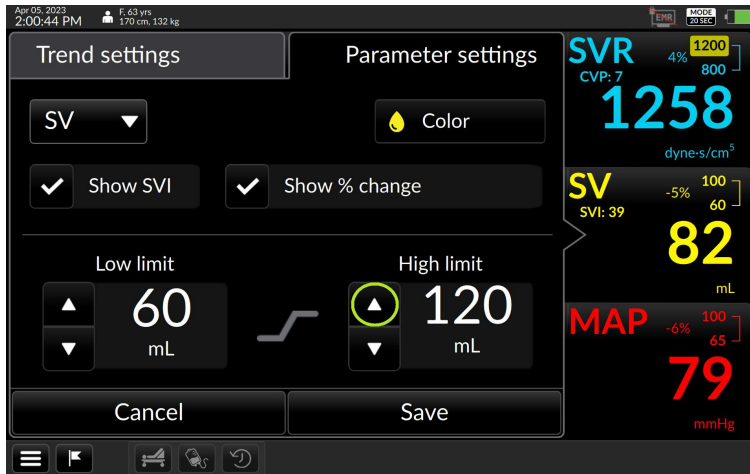 Apr 05, 2023
2:00:44 PM
F, 63 yrs
170 cm, 132 kg
EMR
MODE
20 SEC
Trend settings
Parameter settings
SV
Color
Show SVI
Show % change
Low limit
High limit
60
mL
120
mL
Cancel
Save
SVR
CVP: 7
4%
1200
800
1258
dyne·s/cm⁵
SV
SVI: 39
-5%
100
60
82
mL
MAP
-6%
100
65
79
mmHg